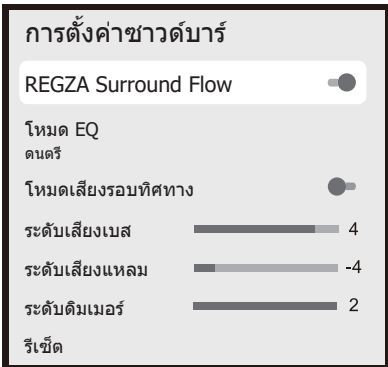 การตั้งค่าซาวด์บาร์
REGZA Surround Flow
โหมด EQ
ดนตรี
โหมดเสียงรอบทิศทาง
ระดับเสียงเบส 4
ระดับเสียงแหลม -4
ระดับดิมเมอร์ 2
รีเซ็ต